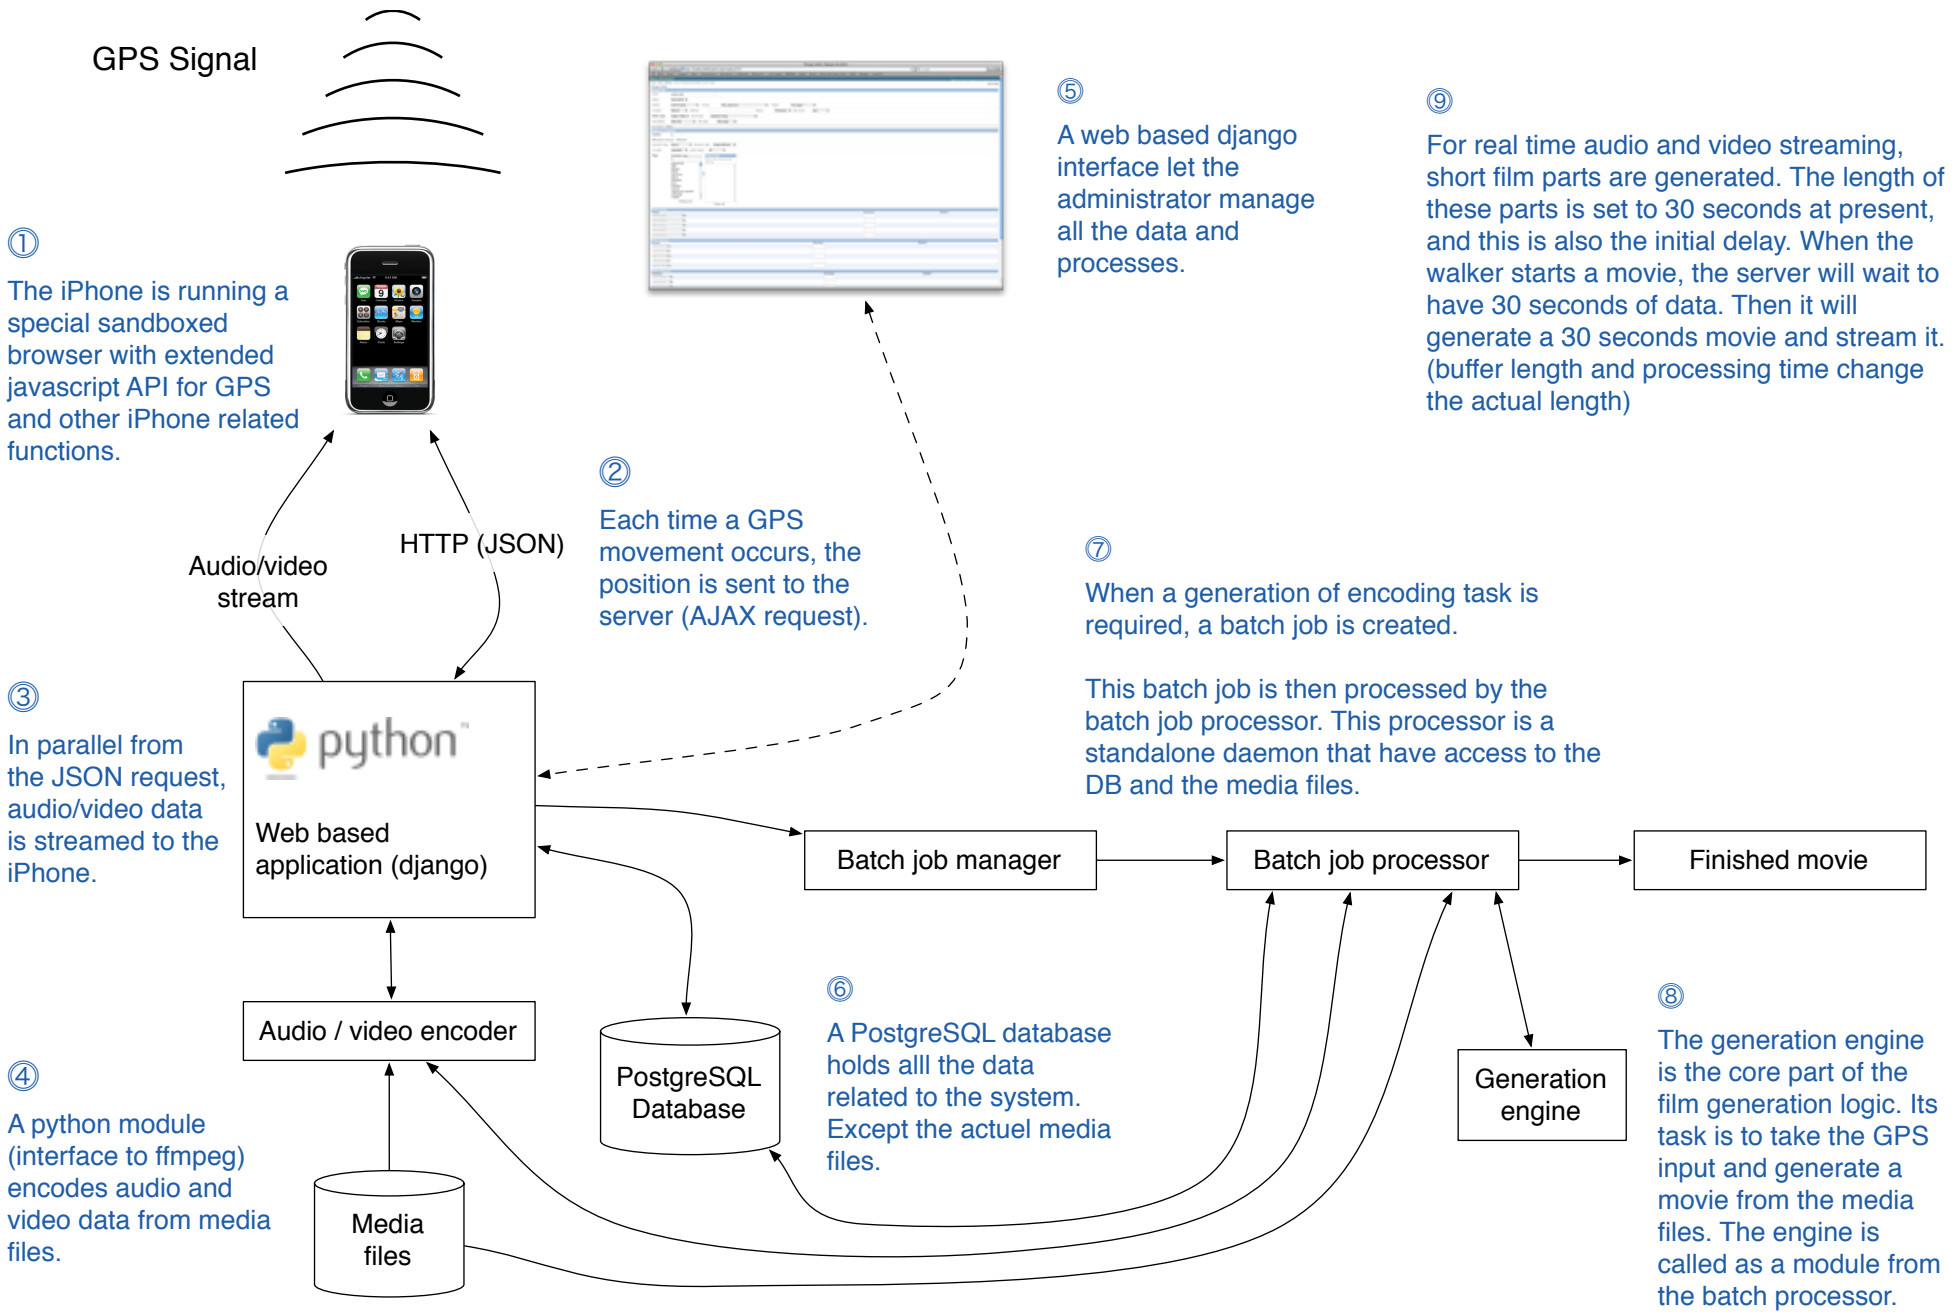 GPS Signal
①
The iPhone is running a
special sandboxed
browser with extended
javascript API for GPS
and other iPhone related
functions.
②
Each time a GPS
movement occurs, the
position is sent to the
server (AJAX request).
③
In parallel from
the JSON request,
audio/video data
is streamed to the
iPhone.
④
A python module
(interface to ffmpeg)
encodes audio and
video data from media
files.
⑤
A web based django
interface let the
administrator manage
all the data and
processes.
⑥
A PostgreSQL database
holds alll the data
related to the system.
Except the actuel media
files.
⑦
When a generation of encoding task is
required, a batch job is created.
This batch job is then processed by the
batch job processor. This processor is a
standalone daemon that have access to the
DB and the media files.
⑧
The generation engine
is the core part of the
film generation logic. Its
task is to take the GPS
input and generate a
movie from the media
files. The engine is
called as a module from
the batch processor.
⑨
For real time audio and video streaming,
short film parts are generated. The length of
these parts is set to 30 seconds at present,
and this is also the initial delay. When the
walker starts a movie, the server will wait to
have 30 seconds of data. Then it will
generate a 30 seconds movie and stream it.
(buffer length and processing time change
the actual length)
Audio/video
stream
HTTP (JSON)
python
Web based
application (django)
Audio / video encoder
Media
files
PostgreSQL
Database
Batch job manager
Batch job processor
Finished movie
Generation
engine